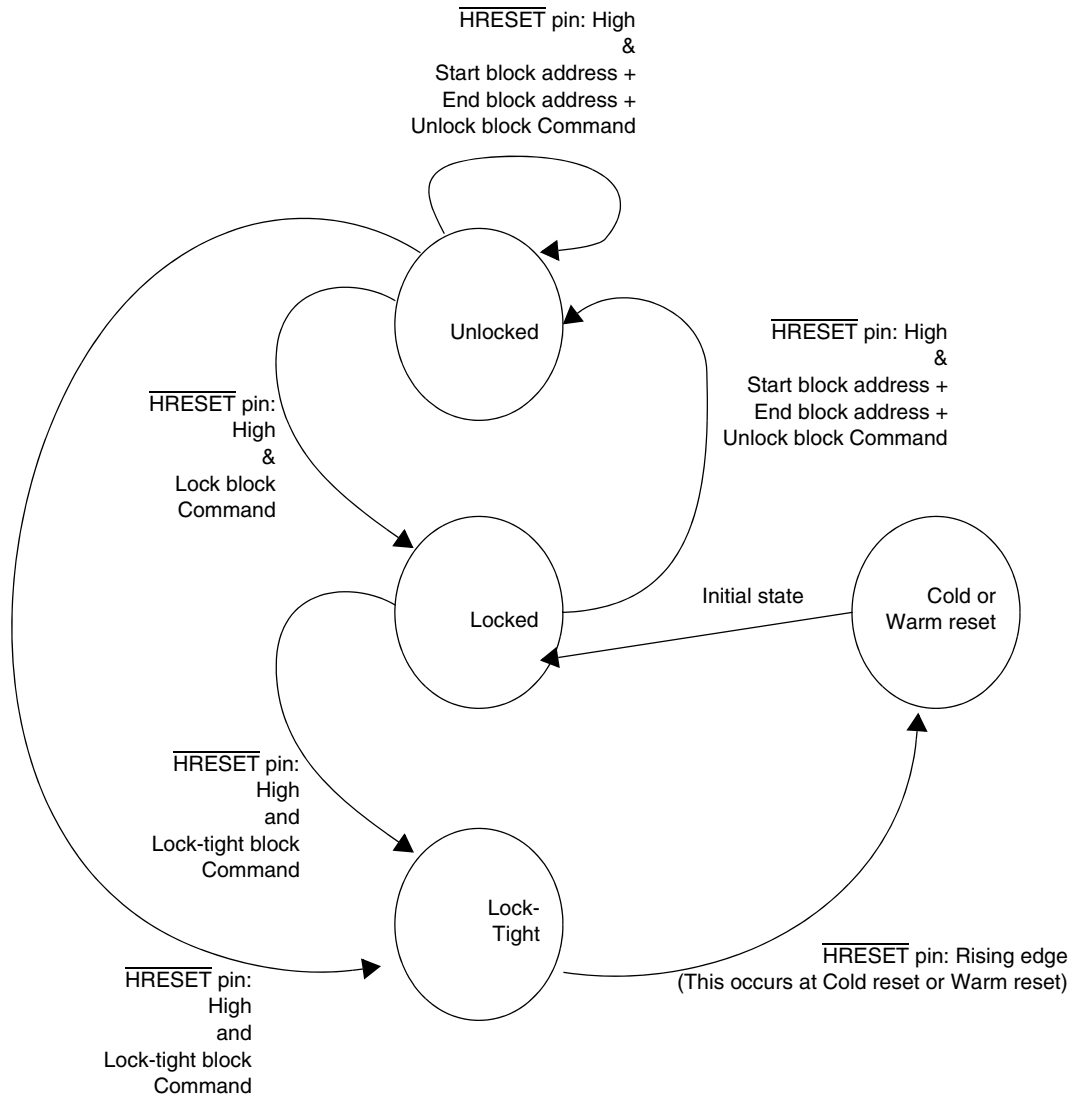 HRESET pin: High
&
Start block address +
End block address +
Unlock block Command
Unlocked
HRESET pin: High
&
Start block address +
End block address +
Unlock block Command
HRESET pin:
High
&
Lock block
Command
Locked
Initial state
Cold or
Warm reset
HRESET pin:
High
and
Lock-tight block
Command
Lock-
Tight
HRESET pin: Rising edge
(This occurs at Cold reset or Warm reset)
HRESET pin:
High
and
Lock-tight block
Command